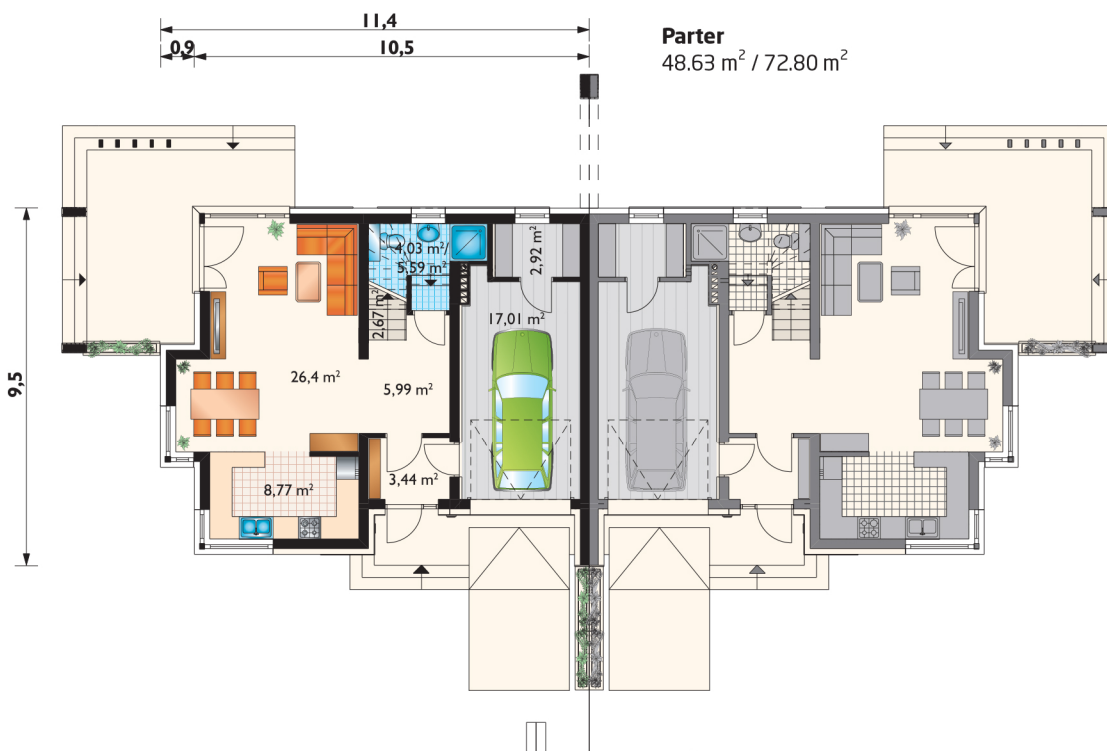 11,4
0,9
10,5
Parter
48.63 m² / 72.80 m²
9,5
4,03 m²/
5,59 m²
2,92 m²
2,67 m²
17,01 m²
26,4 m²
5,99 m²
3,44 m²
8,77 m²